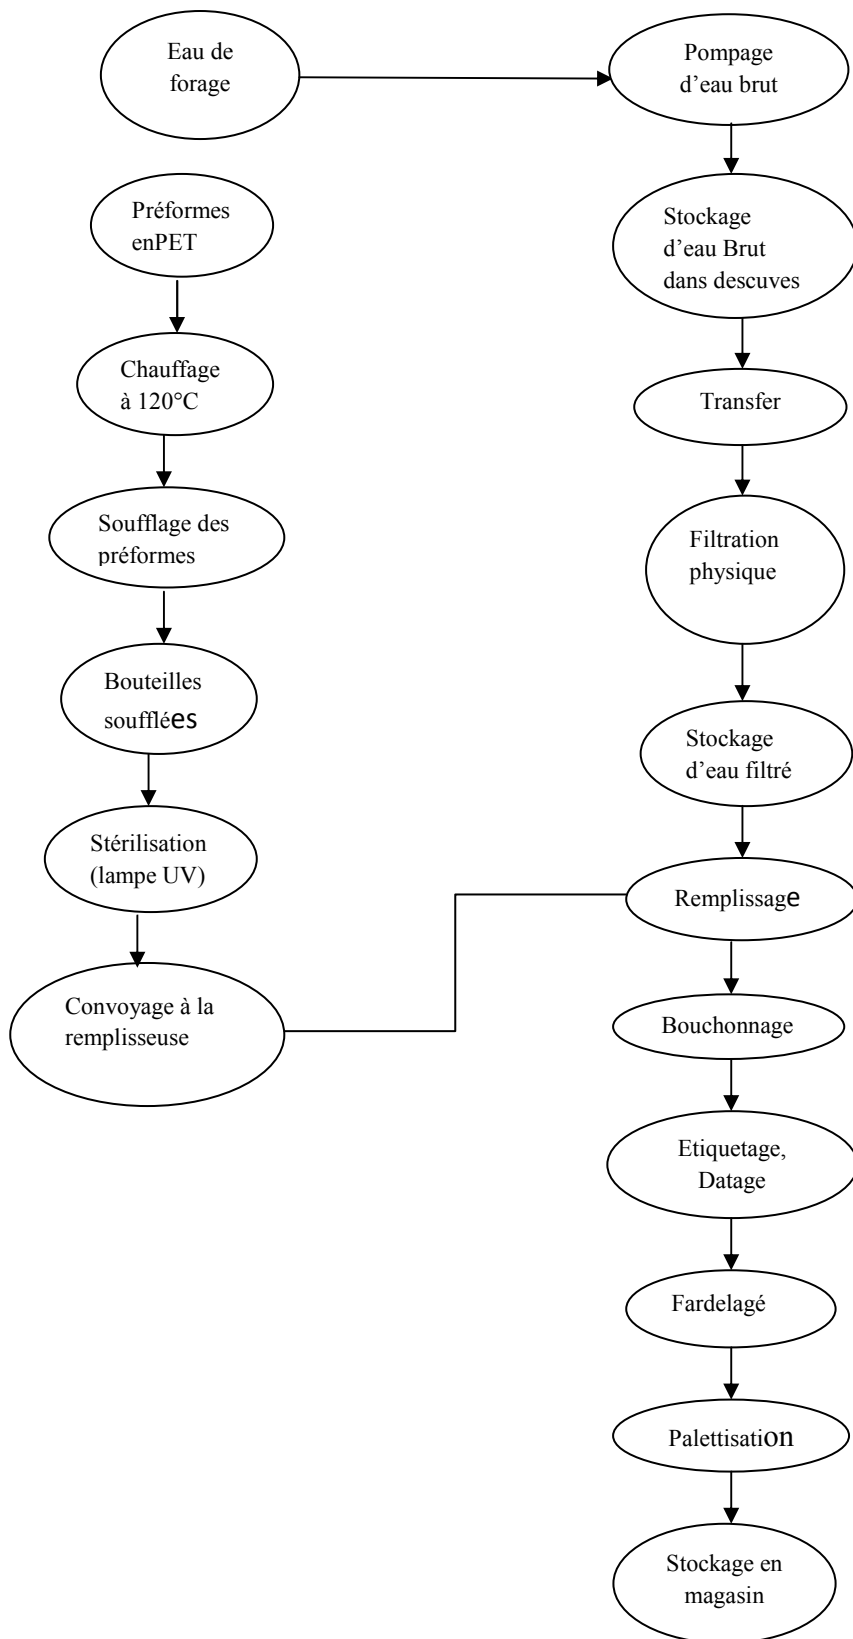 Eau de
forage
Pompage
d’eau brut
Préformes
enPET
Stockage
d’eau Brut
dans descuves
Chauffage
à 120°C
Transfer
Soufflage des
préformes
Filtration
physique
Bouteilles
soufflées
Stockage
d’eau filtré
Stérilisation
(lampe UV)
Remplissage
Convoyage à la
remplisseuse
Bouchonnage
Etiquetage,
Datage
Fardelagé
Palettisation
Stockage en
magasin